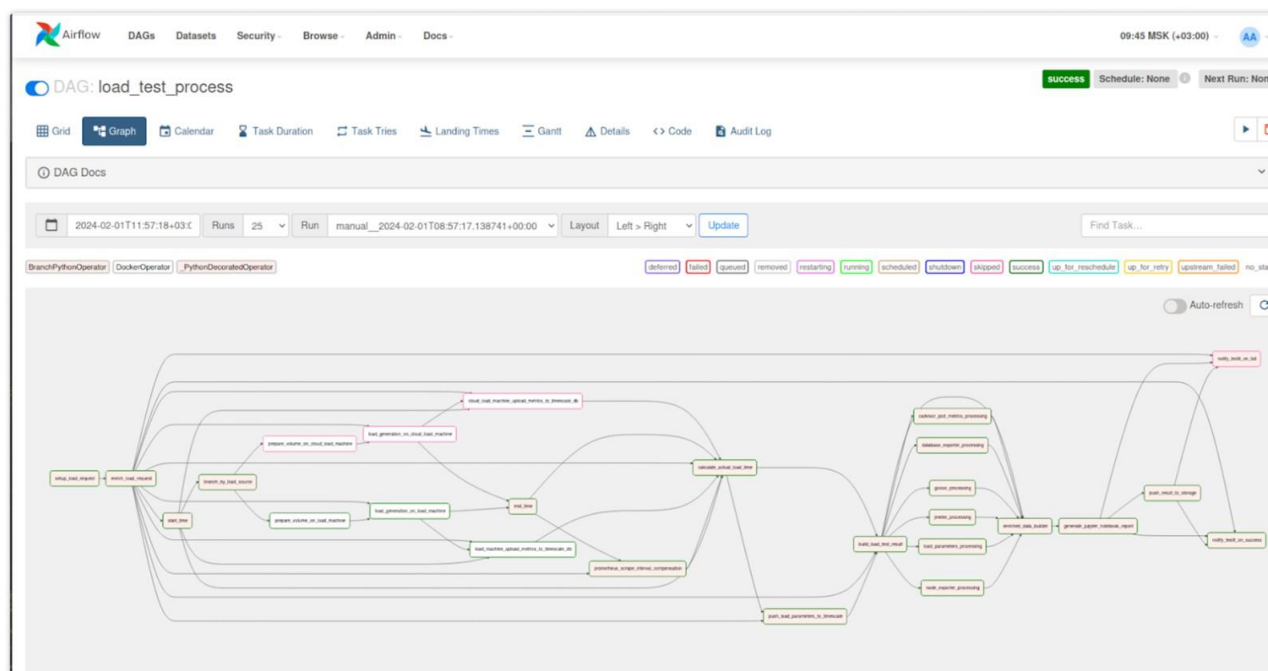 Airflow DAGs Datasets Security Browse Admin Docs 09:45 MSK (+03:00) AA
DAG: load_test_process success Schedule: None Next Run: Non
Grid Graph Calendar Task Duration Task Tries Landing Times Gantt Details <> Code Audit Log
DAG Docs
2024-02-01T11:57:18+03:0 Runs 25 Run manual__2024-02-01T08:57:17.138741+00:00 Layout Left > Right Update Find Task...
BranchPythonOperator DockerOperator _PythonDecoratedOperator deferred failed queued removed restarting running scheduled shutdown skipped success up_for_reschedule up_for_retry upstream_failed no_sta
Auto-refresh
cloud_load_machine_upload_metrics_to_timescale_db
cadvisor_pod_metrics_processing
load_generation_on_cloud_load_machine
prepare_volume_on_cloud_load_machine
database_exporter_processing
calculate_actual_load_time
setup_load_request
enrich_load_request
branch_by_load_source
push_result_to_storage
end_time
load_generation_on_load_machine
start_time
prepare_volume_on_load_machine
enriched_data_builder
generate_jupyter_notebook_report
build_load_test_result
load_parameters_processing
load_machine_upload_metrics_to_timescale_db
prometheus_scrape_interval_compensation
node_exporter_processing
push_load_parameters_to_timescale